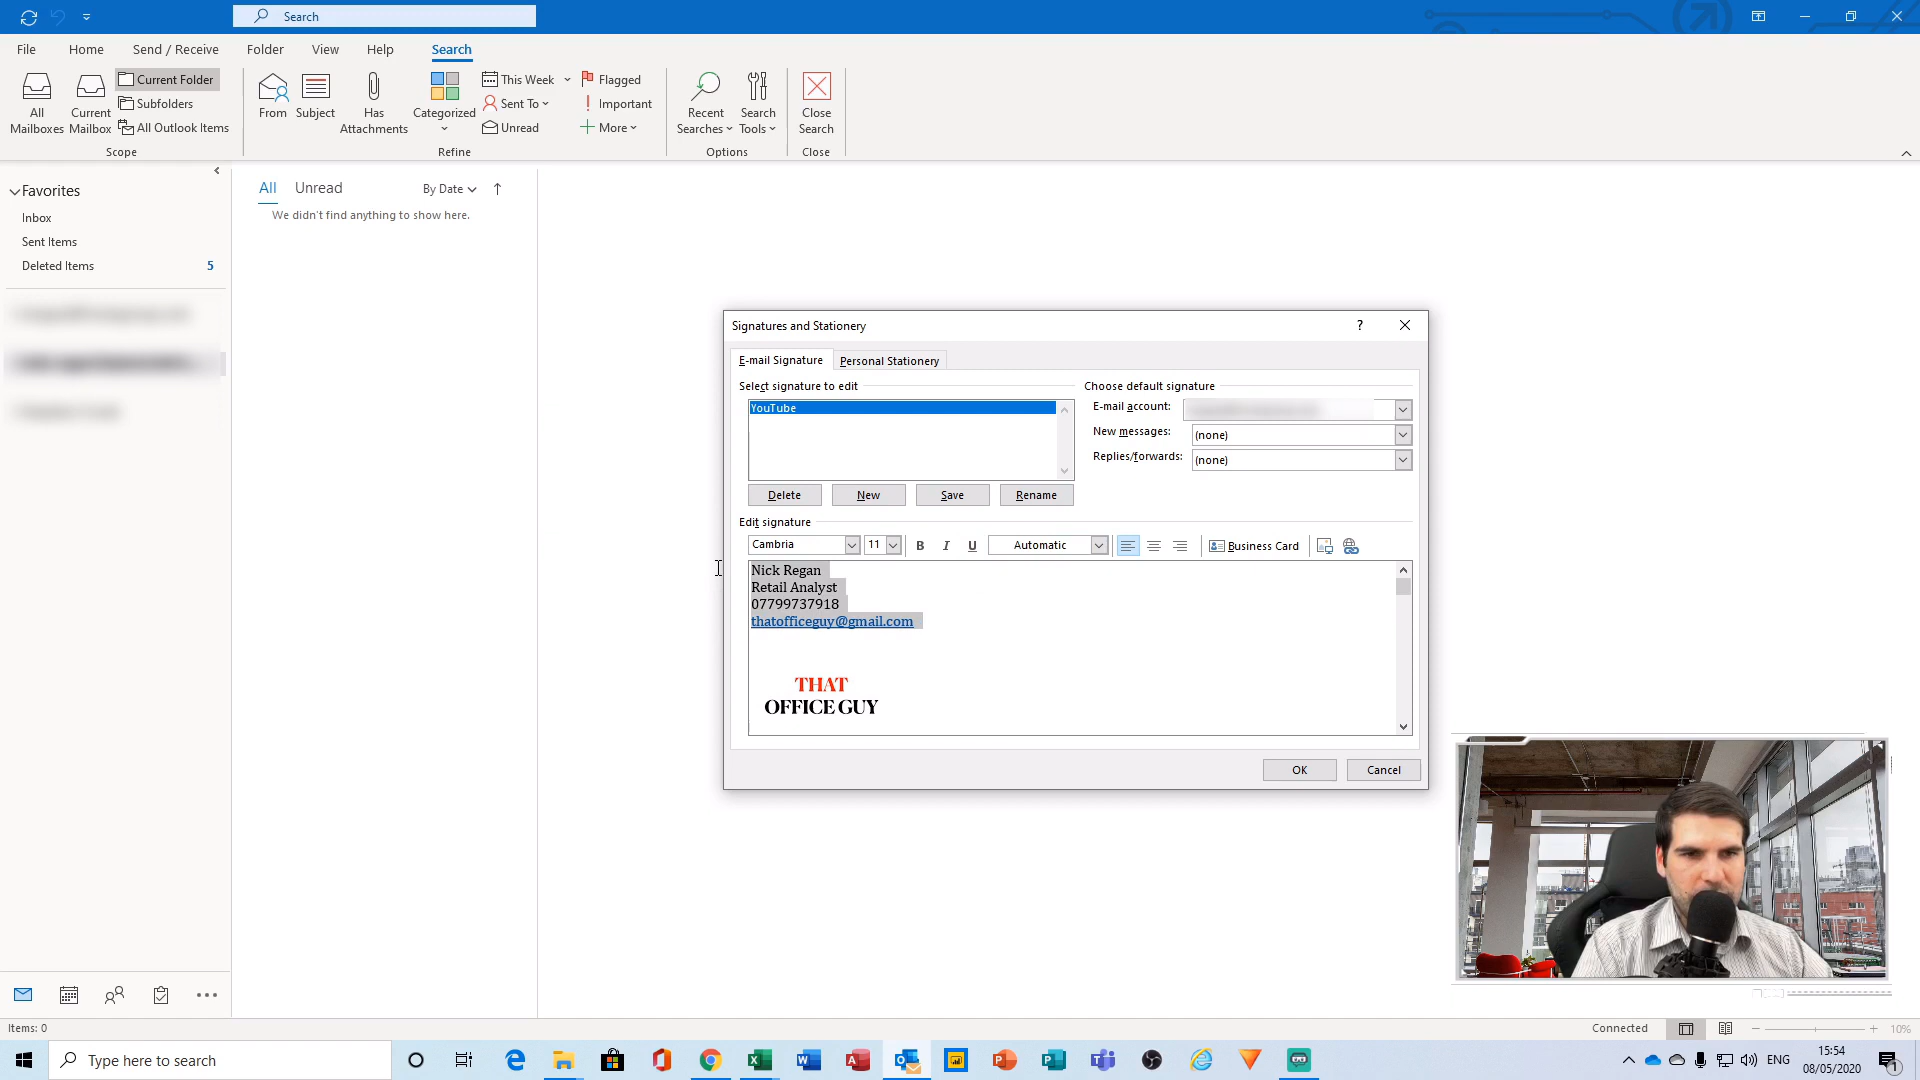 Search
File Home Send / Receive Folder View Help Search
All Mailboxes
Current Mailbox
Current Folder
Subfolders
All Outlook Items
Scope
From
Subject
Has Attachments
Categorized
This Week
Sent To
Unread
Flagged
Important
More
Refine
Recent Searches
Search Tools
Options
Close Search
Close
Favorites
Inbox
Sent Items
Deleted Items 5
All Unread By Date
We didn't find anything to show here.
Signatures and Stationery ?
E-mail Signature Personal Stationery
Select signature to edit
YouTube
Delete New Save Rename
Choose default signature
E-mail account:
New messages: (none)
Replies/forwards: (none)
Edit signature
Cambria 11 B I U Automatic Business Card
Nick Regan
Retail Analyst
07799737918
thatofficeguy@gmail.com
THAT
OFFICE GUY
OK Cancel
Items: 0
Connected 10%
Type here to search
ENG
15:54
08/05/2020
1